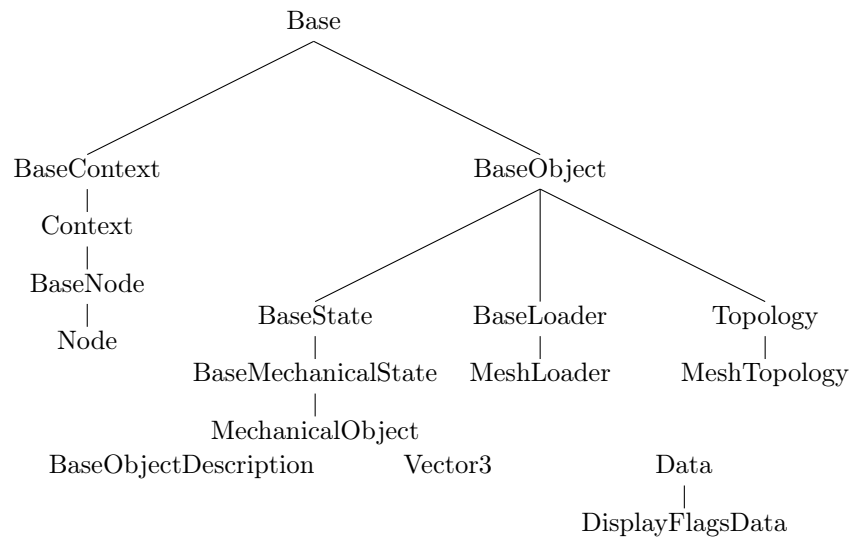 Base
BaseContext BaseObject
Context
BaseNode
Node
BaseState BaseLoader Topology
BaseMechanicalState MeshLoader MeshTopology
MechanicalObject
BaseObjectDescription Vector3 Data
DisplayFlagsData